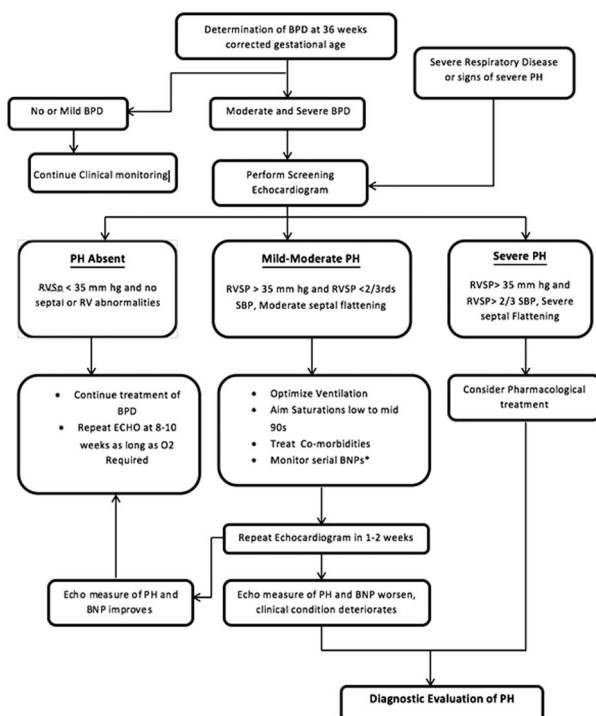 Determination of BPD at 36 weeks
corrected gestational age
Severe Respiratory Disease
or signs of severe PH
No or Mild BPD
Moderate and Severe BPD
Continue Clinical monitoring
Perform Screening
Echocardiogram
PH Absent
RVSp < 35 mm hg and no
septal or RV abnormalities
Mild-Moderate PH
RVSP > 35 mm hg and RVSP <2/3rds
SBP, Moderate septal flattening
Severe PH
RVSP> 35 mm hg and
RVSP> 2/3 SBP, Severe
septal Flattening
• Continue treatment of
BPD
• Repeat ECHO at 8-10
weeks as long as O2
Required
• Optimize Ventilation
• Aim Saturations low to mid
90s
• Treat Co-morbidities
• Monitor serial BNPs*
Consider Pharmacological
treatment
Repeat Echocardiogram in 1-2 weeks
Echo measure of PH and
BNP improves
Echo measure of PH and BNP worsen,
clinical condition deteriorates
Diagnostic Evaluation of PH